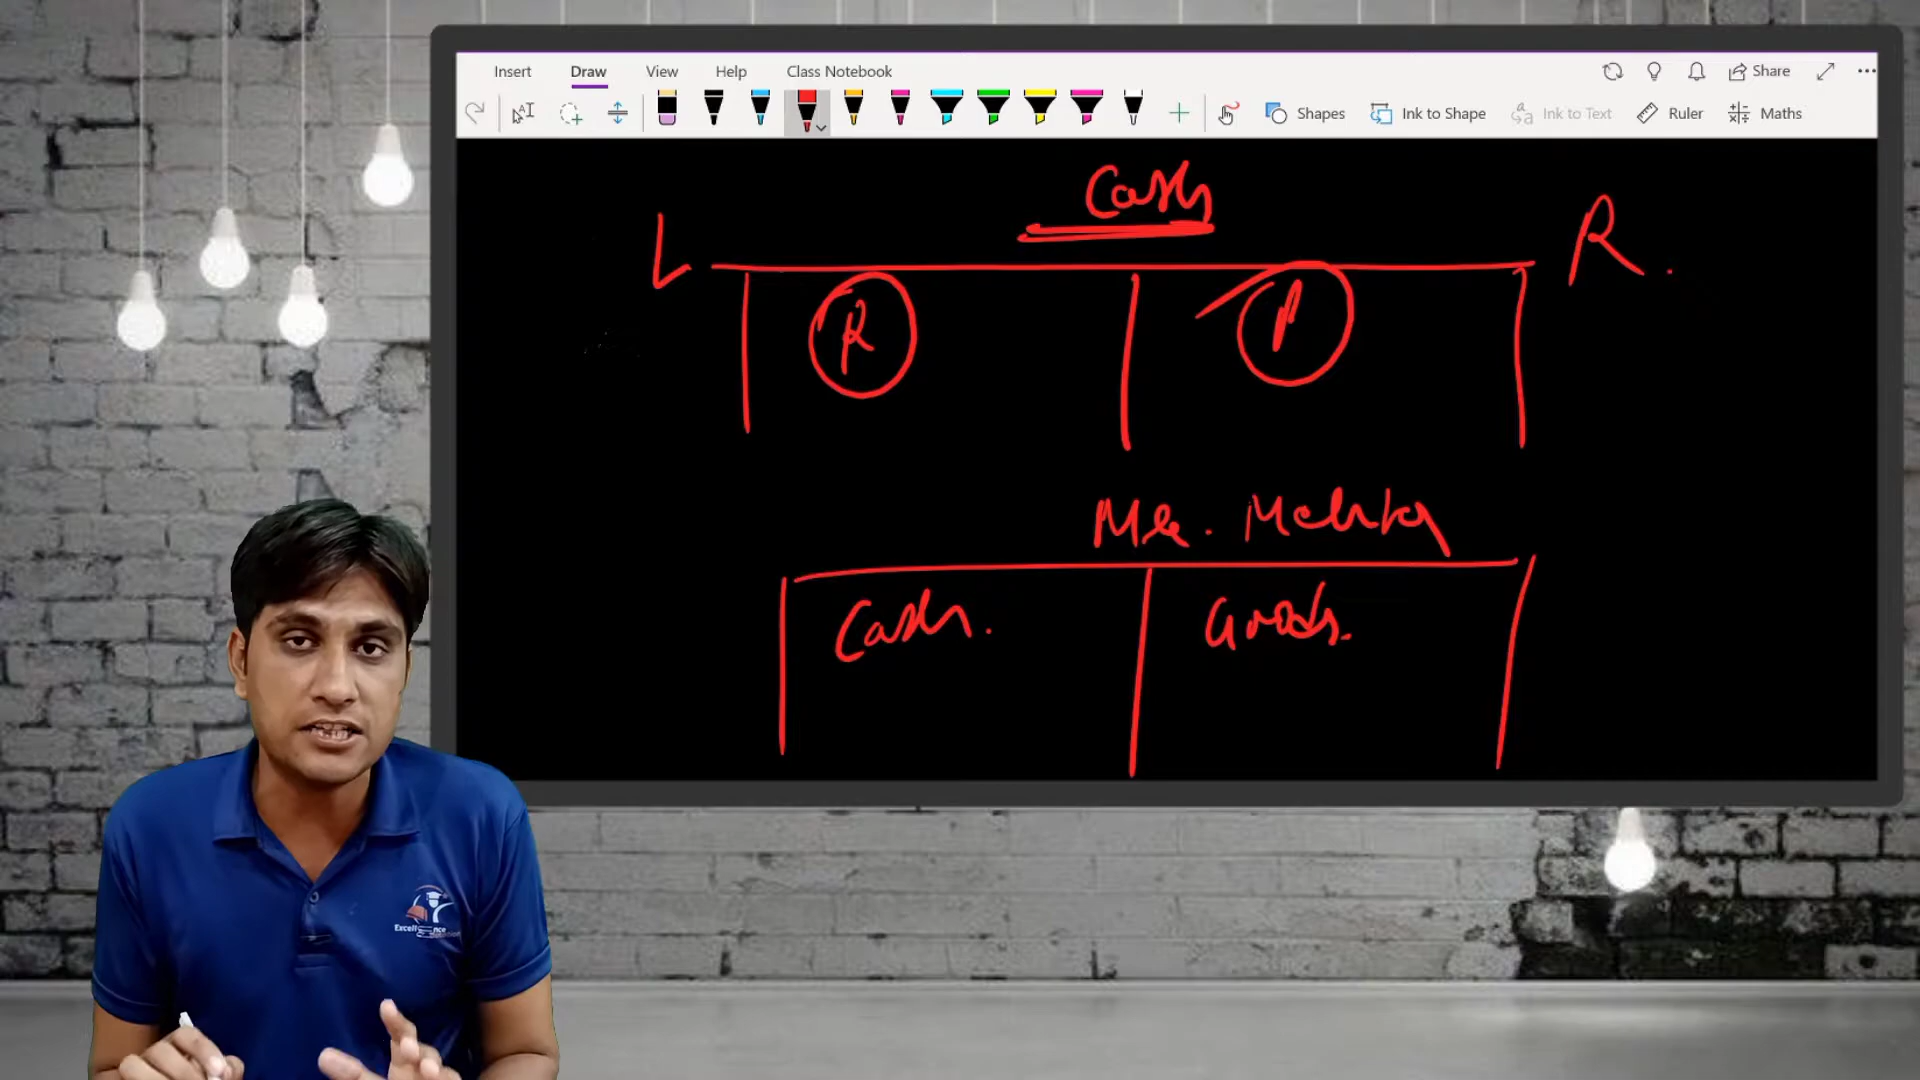 Insert Draw View Help Class Notebook Share
Shapes Ink to Shape Ink to Text Ruler Maths
Cash
L R.
R P
Mr. Mehta
Cash. Goods.